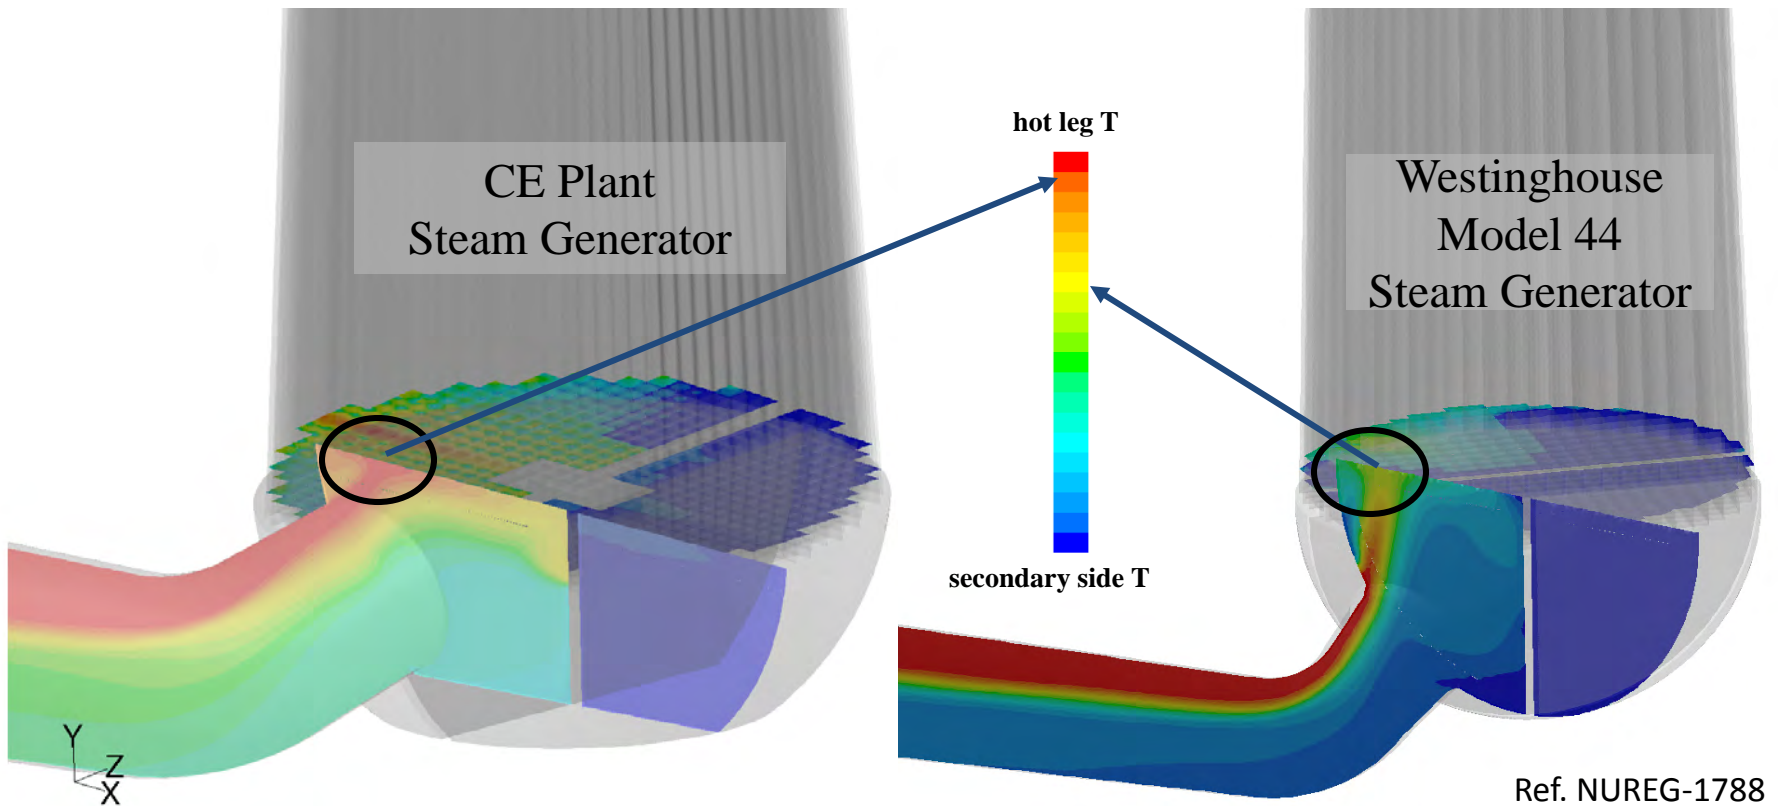 CE Plant
Steam Generator
hot leg T
secondary side T
Westinghouse
Model 44
Steam Generator
Y
Z
X
Ref. NUREG-1788